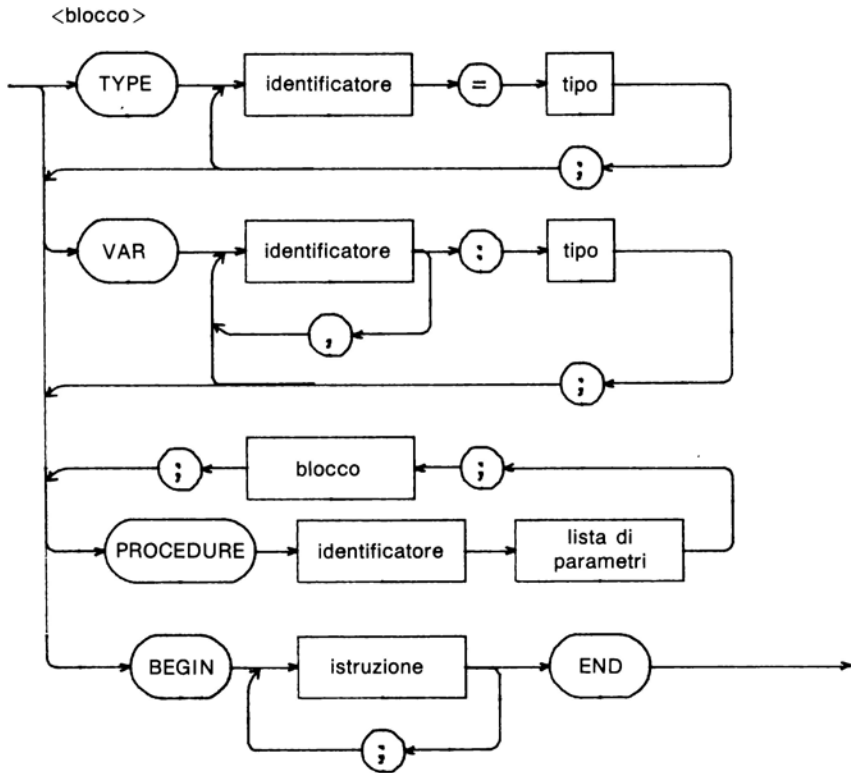 <blocco>
TYPE identificatore = tipo
;
VAR identificatore : tipo
,
;
; blocco ;
PROCEDURE identificatore lista di parametri
BEGIN istruzione END
;